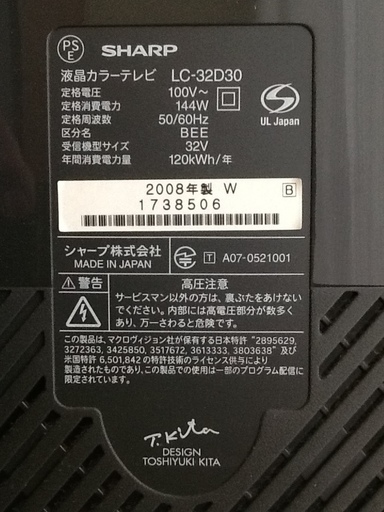 PS
E
SHARP
液晶カラーテレビ LC-32D30
定格電圧 100V～
定格消費電力 144W
定格周波数 50/60Hz
区分名 BEE
受信機型サイズ 32V
年間消費電力量 120kWh/年
UL Japan
2008年製 W
B
1738506
シャープ株式会社
MADE IN JAPAN
T A07-0521001
警告
高圧注意
サービスマン以外の方は、裏ぶたをあけない
でください。内部には高電圧部分が数多く
あり、万一さわると危険です。
この製品は、マクロヴィジョン社が保有する日本特許 "2895629,
3272363, 3425850, 3517672, 3613333, 3803638" 及び
米国特許 6,501,842 の特許技術のライセンス供与により
製造されたものであり、この製品での使用は一部のプログラム配信に
限定されています。
T. Kita
DESIGN
TOSHIYUKI KITA